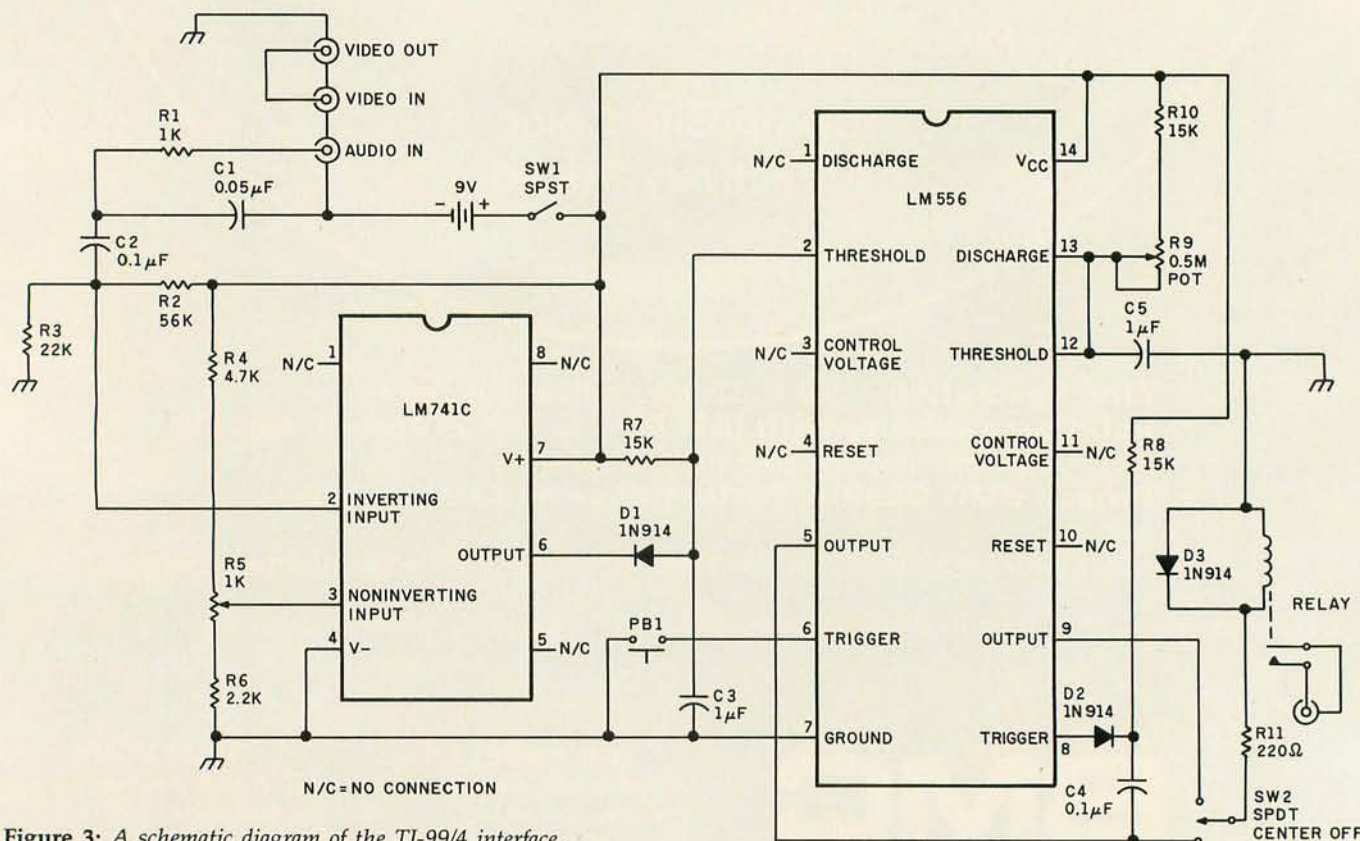 VIDEO OUT
VIDEO IN
AUDIO IN
R1
1K
C1
0.05µF
9V
- +
SW1
SPST
C2
0.1µF
R2
56K
R3
22K
R4
4.7K
R5
1K
R6
2.2K
N/C 1
8 N/C
LM741C
7 V+
2 INVERTING
INPUT
OUTPUT 6
3 NONINVERTING
INPUT
4 V-
5 N/C
R7
15K
D1
1N914
PB1
C3
1µF
N/C 1 DISCHARGE
VCC 14
LM556
2 THRESHOLD
DISCHARGE 13
N/C 3 CONTROL
VOLTAGE
THRESHOLD 12
N/C 4 RESET
CONTROL
VOLTAGE 11 N/C
5 OUTPUT
RESET 10 N/C
6 TRIGGER
OUTPUT 9
7 GROUND
TRIGGER 8
R10
15K
R9
0.5M
POT
C5
1µF
R8
15K
D3
1N914
RELAY
D2
1N914
R11
220Ω
C4
0.1µF
SW2
SPDT
CENTER OFF
N/C=NO CONNECTION
Figure 3: A schematic diagram of the TI-99/4 interface